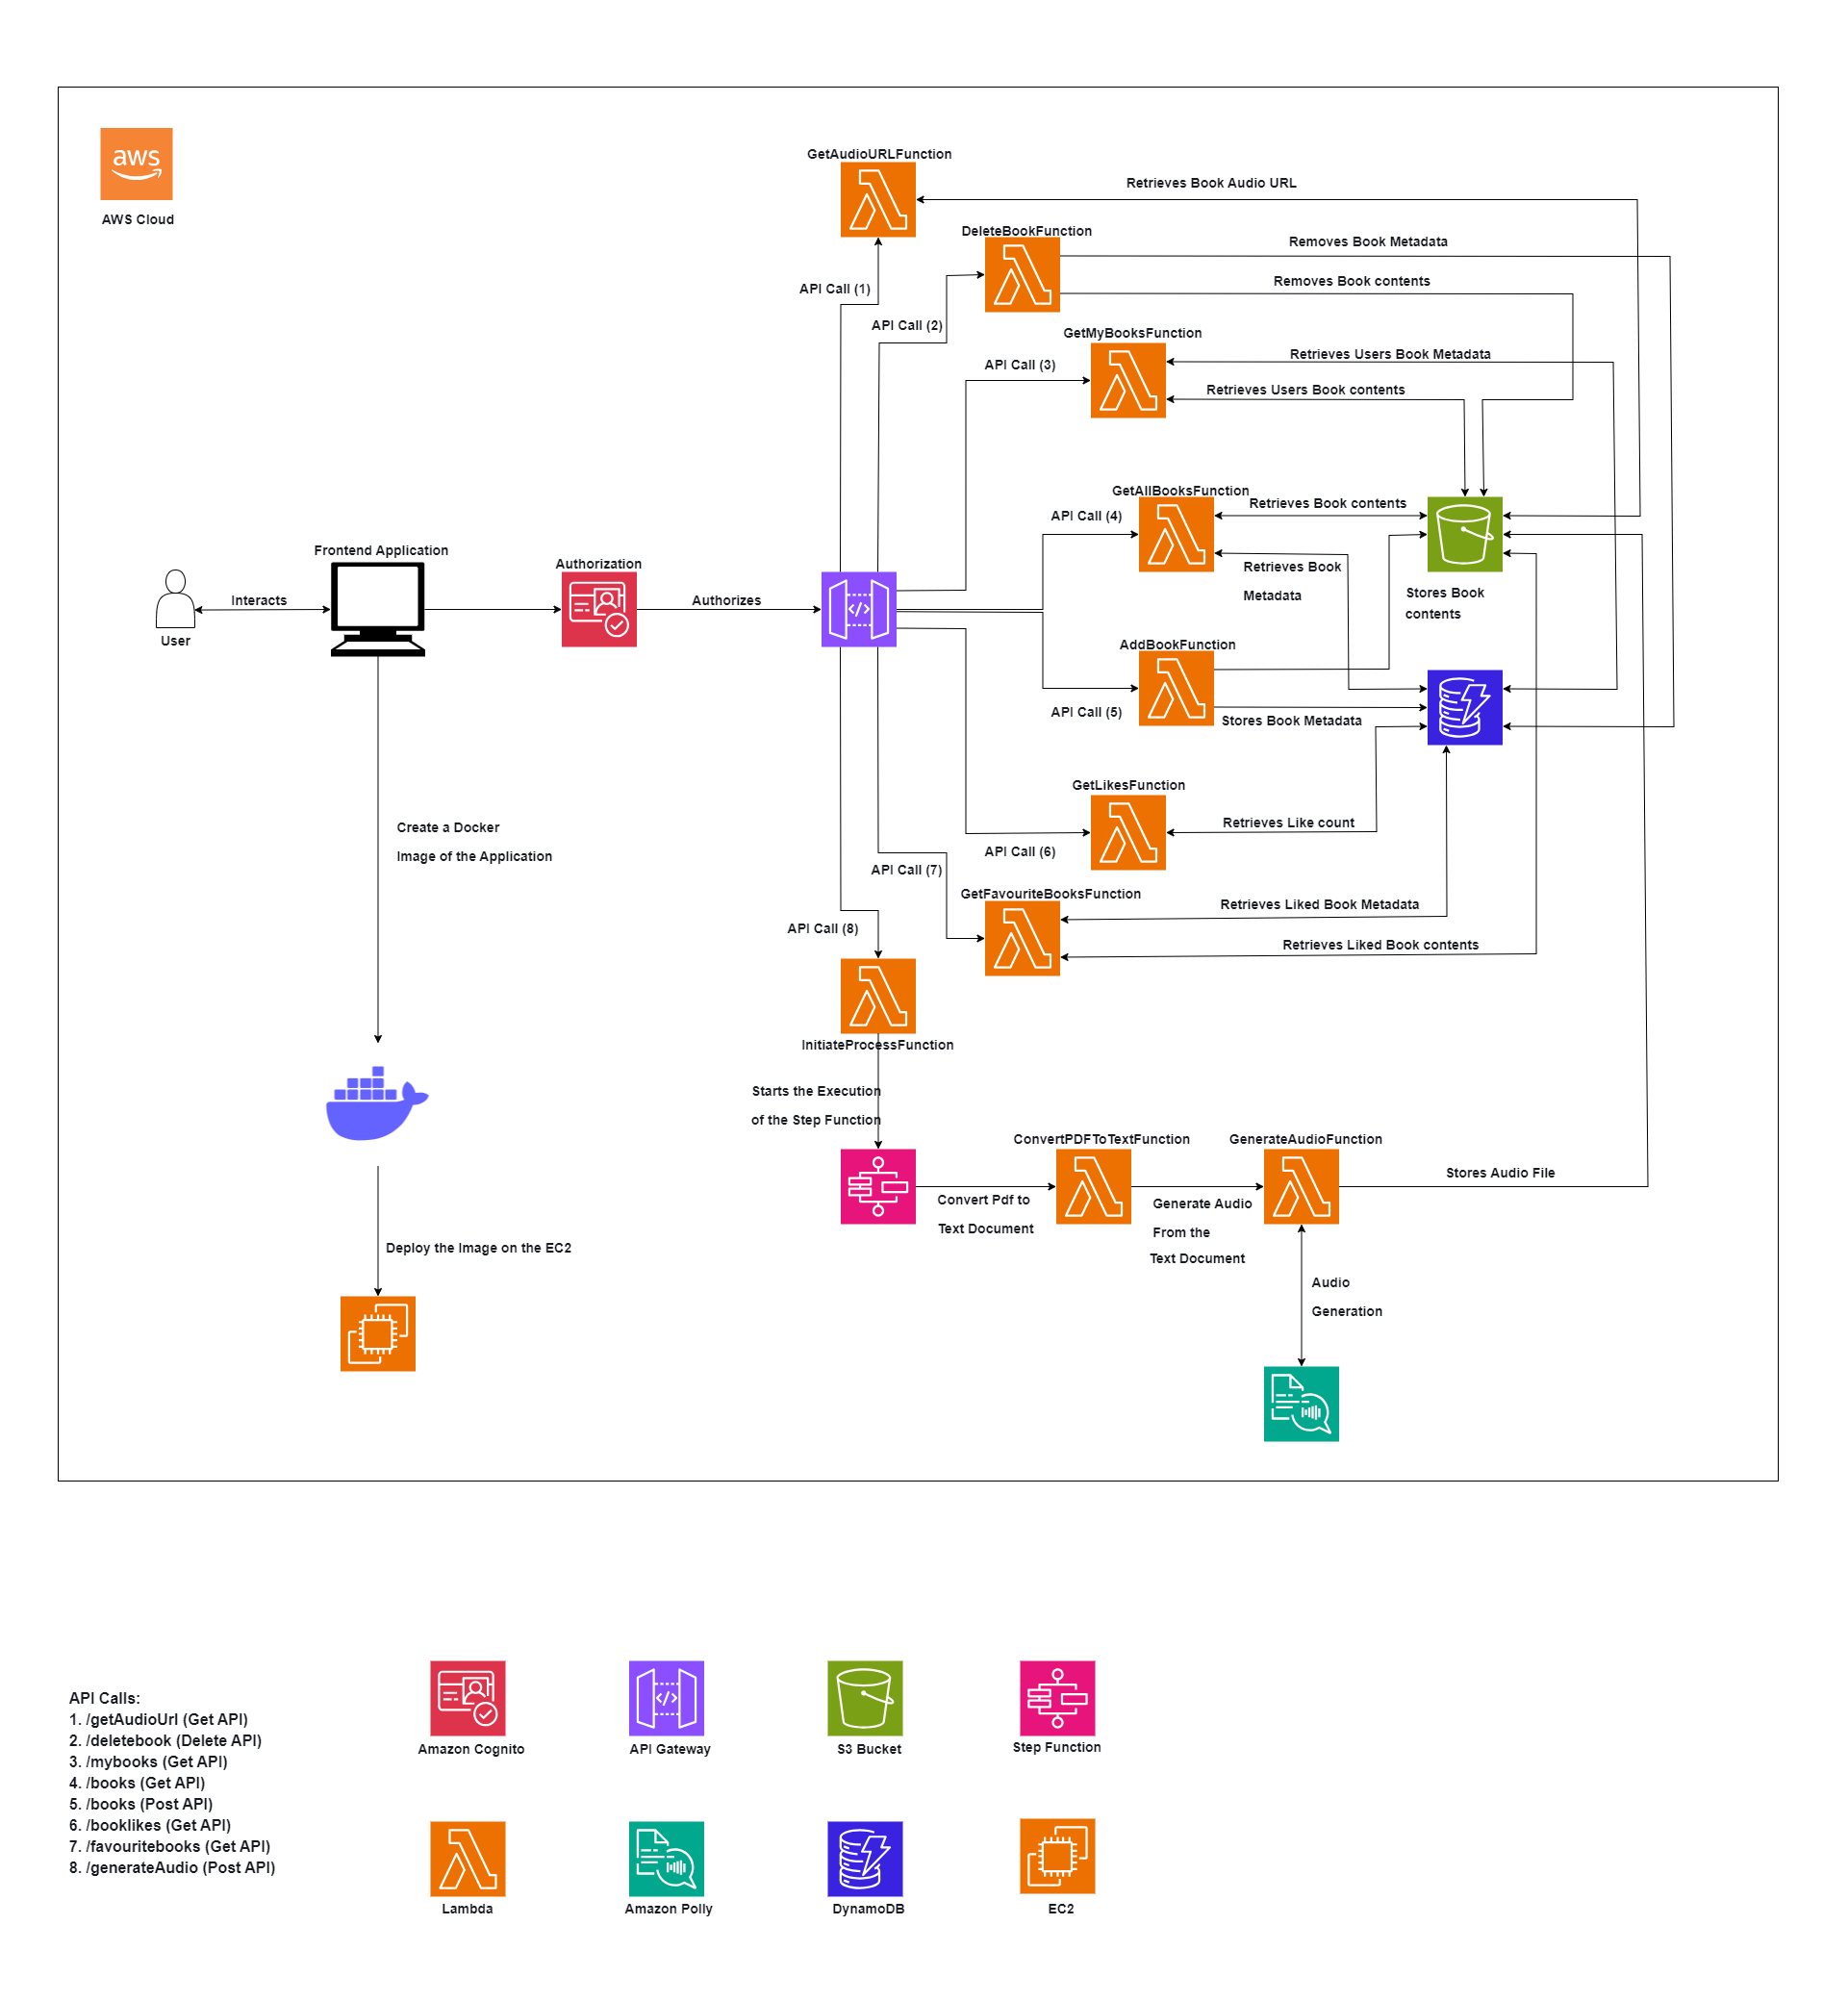 aws
AWS Cloud
GetAudioURLFunction
Retrieves Book Audio URL
DeleteBookFunction
Removes Book Metadata
API Call (1)
Removes Book contents
API Call (2)
GetMyBooksFunction
Retrieves Users Book Metadata
API Call (3)
Retrieves Users Book contents
GetAllBooksFunction
Retrieves Book contents
API Call (4)
Frontend Application
Authorization
Retrieves Book
Metadata
Stores Book
contents
Interacts
Authorizes
User
AddBookFunction
API Call (5)
Stores Book Metadata
GetLikesFunction
Retrieves Like count
Create a Docker
Image of the Application
API Call (6)
API Call (7)
GetFavouriteBooksFunction
Retrieves Liked Book Metadata
API Call (8)
Retrieves Liked Book contents
InitiateProcessFunction
Starts the Execution
of the Step Function
ConvertPDFToTextFunction
GenerateAudioFunction
Stores Audio File
Convert Pdf to
Text Document
Generate Audio
From the
Text Document
Deploy the Image on the EC2
Audio
Generation
API Calls:
1. /getAudioUrl (Get API)
2. /deletebook (Delete API)
3. /mybooks (Get API)
4. /books (Get API)
5. /books (Post API)
6. /booklikes (Get API)
7. /favouritebooks (Get API)
8. /generateAudio (Post API)
Amazon Cognito
API Gateway
S3 Bucket
Step Function
Lambda
Amazon Polly
DynamoDB
EC2